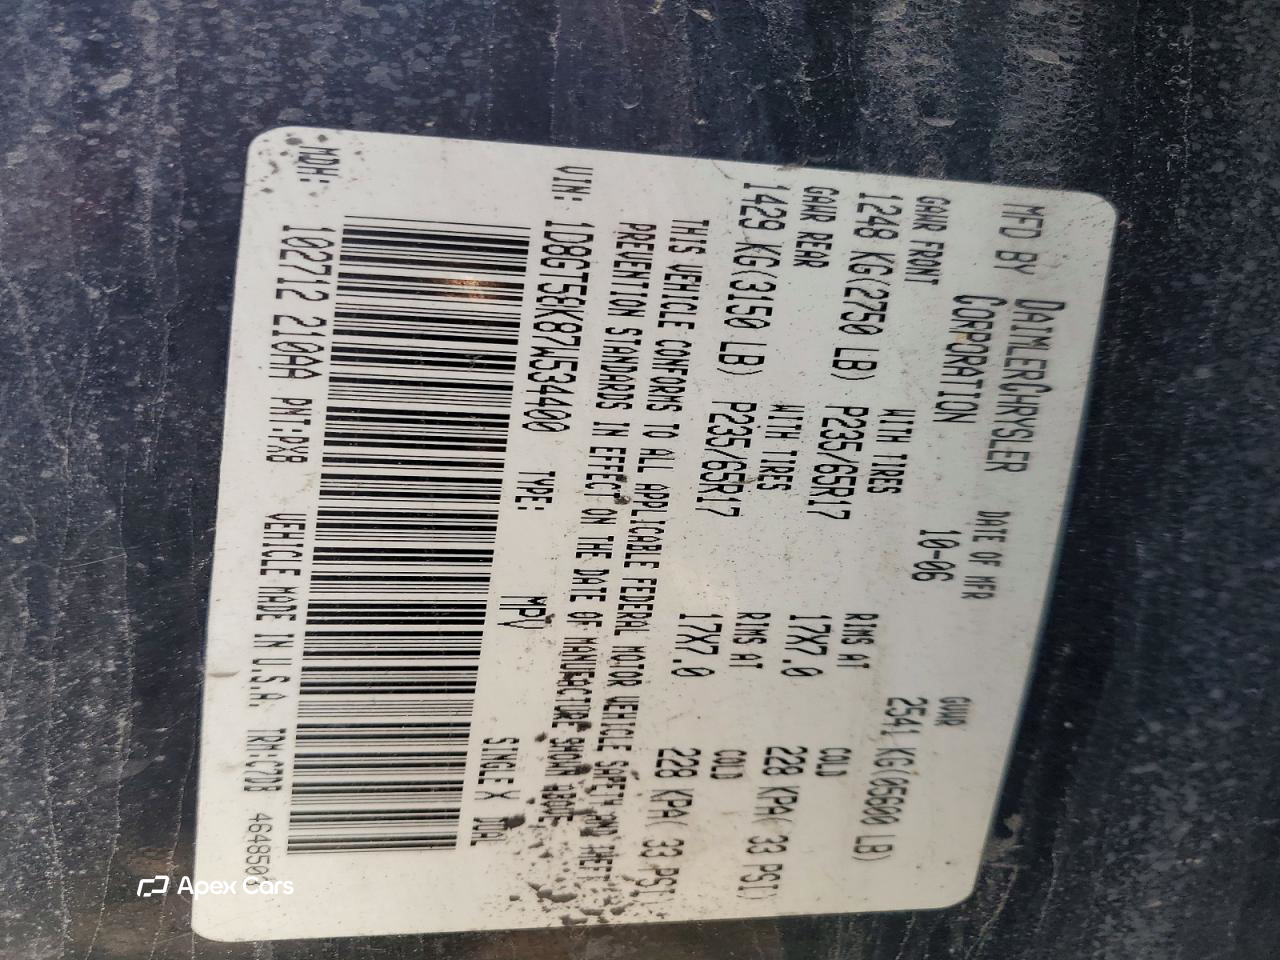 MFD BY DAIMLERCHRYSLER CORPORATION
DATE OF MFR 10-06
GVWR 2541 KG(05600 LB)
GAWR FRONT 1248 KG(2750 LB)
WITH TIRES P235/65R17
RIMS AT 17X7.0
COLD 228 KPA( 33 PSI)
GAWR REAR 1429 KG(3150 LB)
WITH TIRES P235/65R17
RIMS AT 17X7.0
COLD 228 KPA( 33 PSI)
THIS VEHICLE CONFORMS TO ALL APPLICABLE FEDERAL MOTOR VEHICLE SAFETY AND THEFT
PREVENTION STANDARDS IN EFFECT ON THE DATE OF MANUFACTURE SHOWN ABOVE
VIN: 1D8GT58K87W534400 TYPE: MPV SINGLE X DUAL
MDH: 102712 210AA PNT:PXB VEHICLE MADE IN U.S.A. TRM:C7DB
Apex Cars